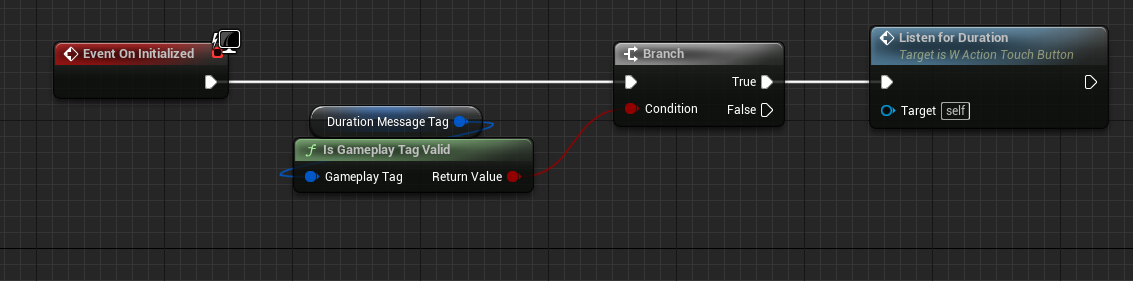 Event On Initialized
Duration Message Tag
Is Gameplay Tag Valid
Gameplay Tag
Return Value
Branch
True
Condition
False
Listen for Duration
Target is W Action Touch Button
Target
self